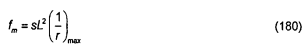 f_m = sL^2 (1/r)_max (180)